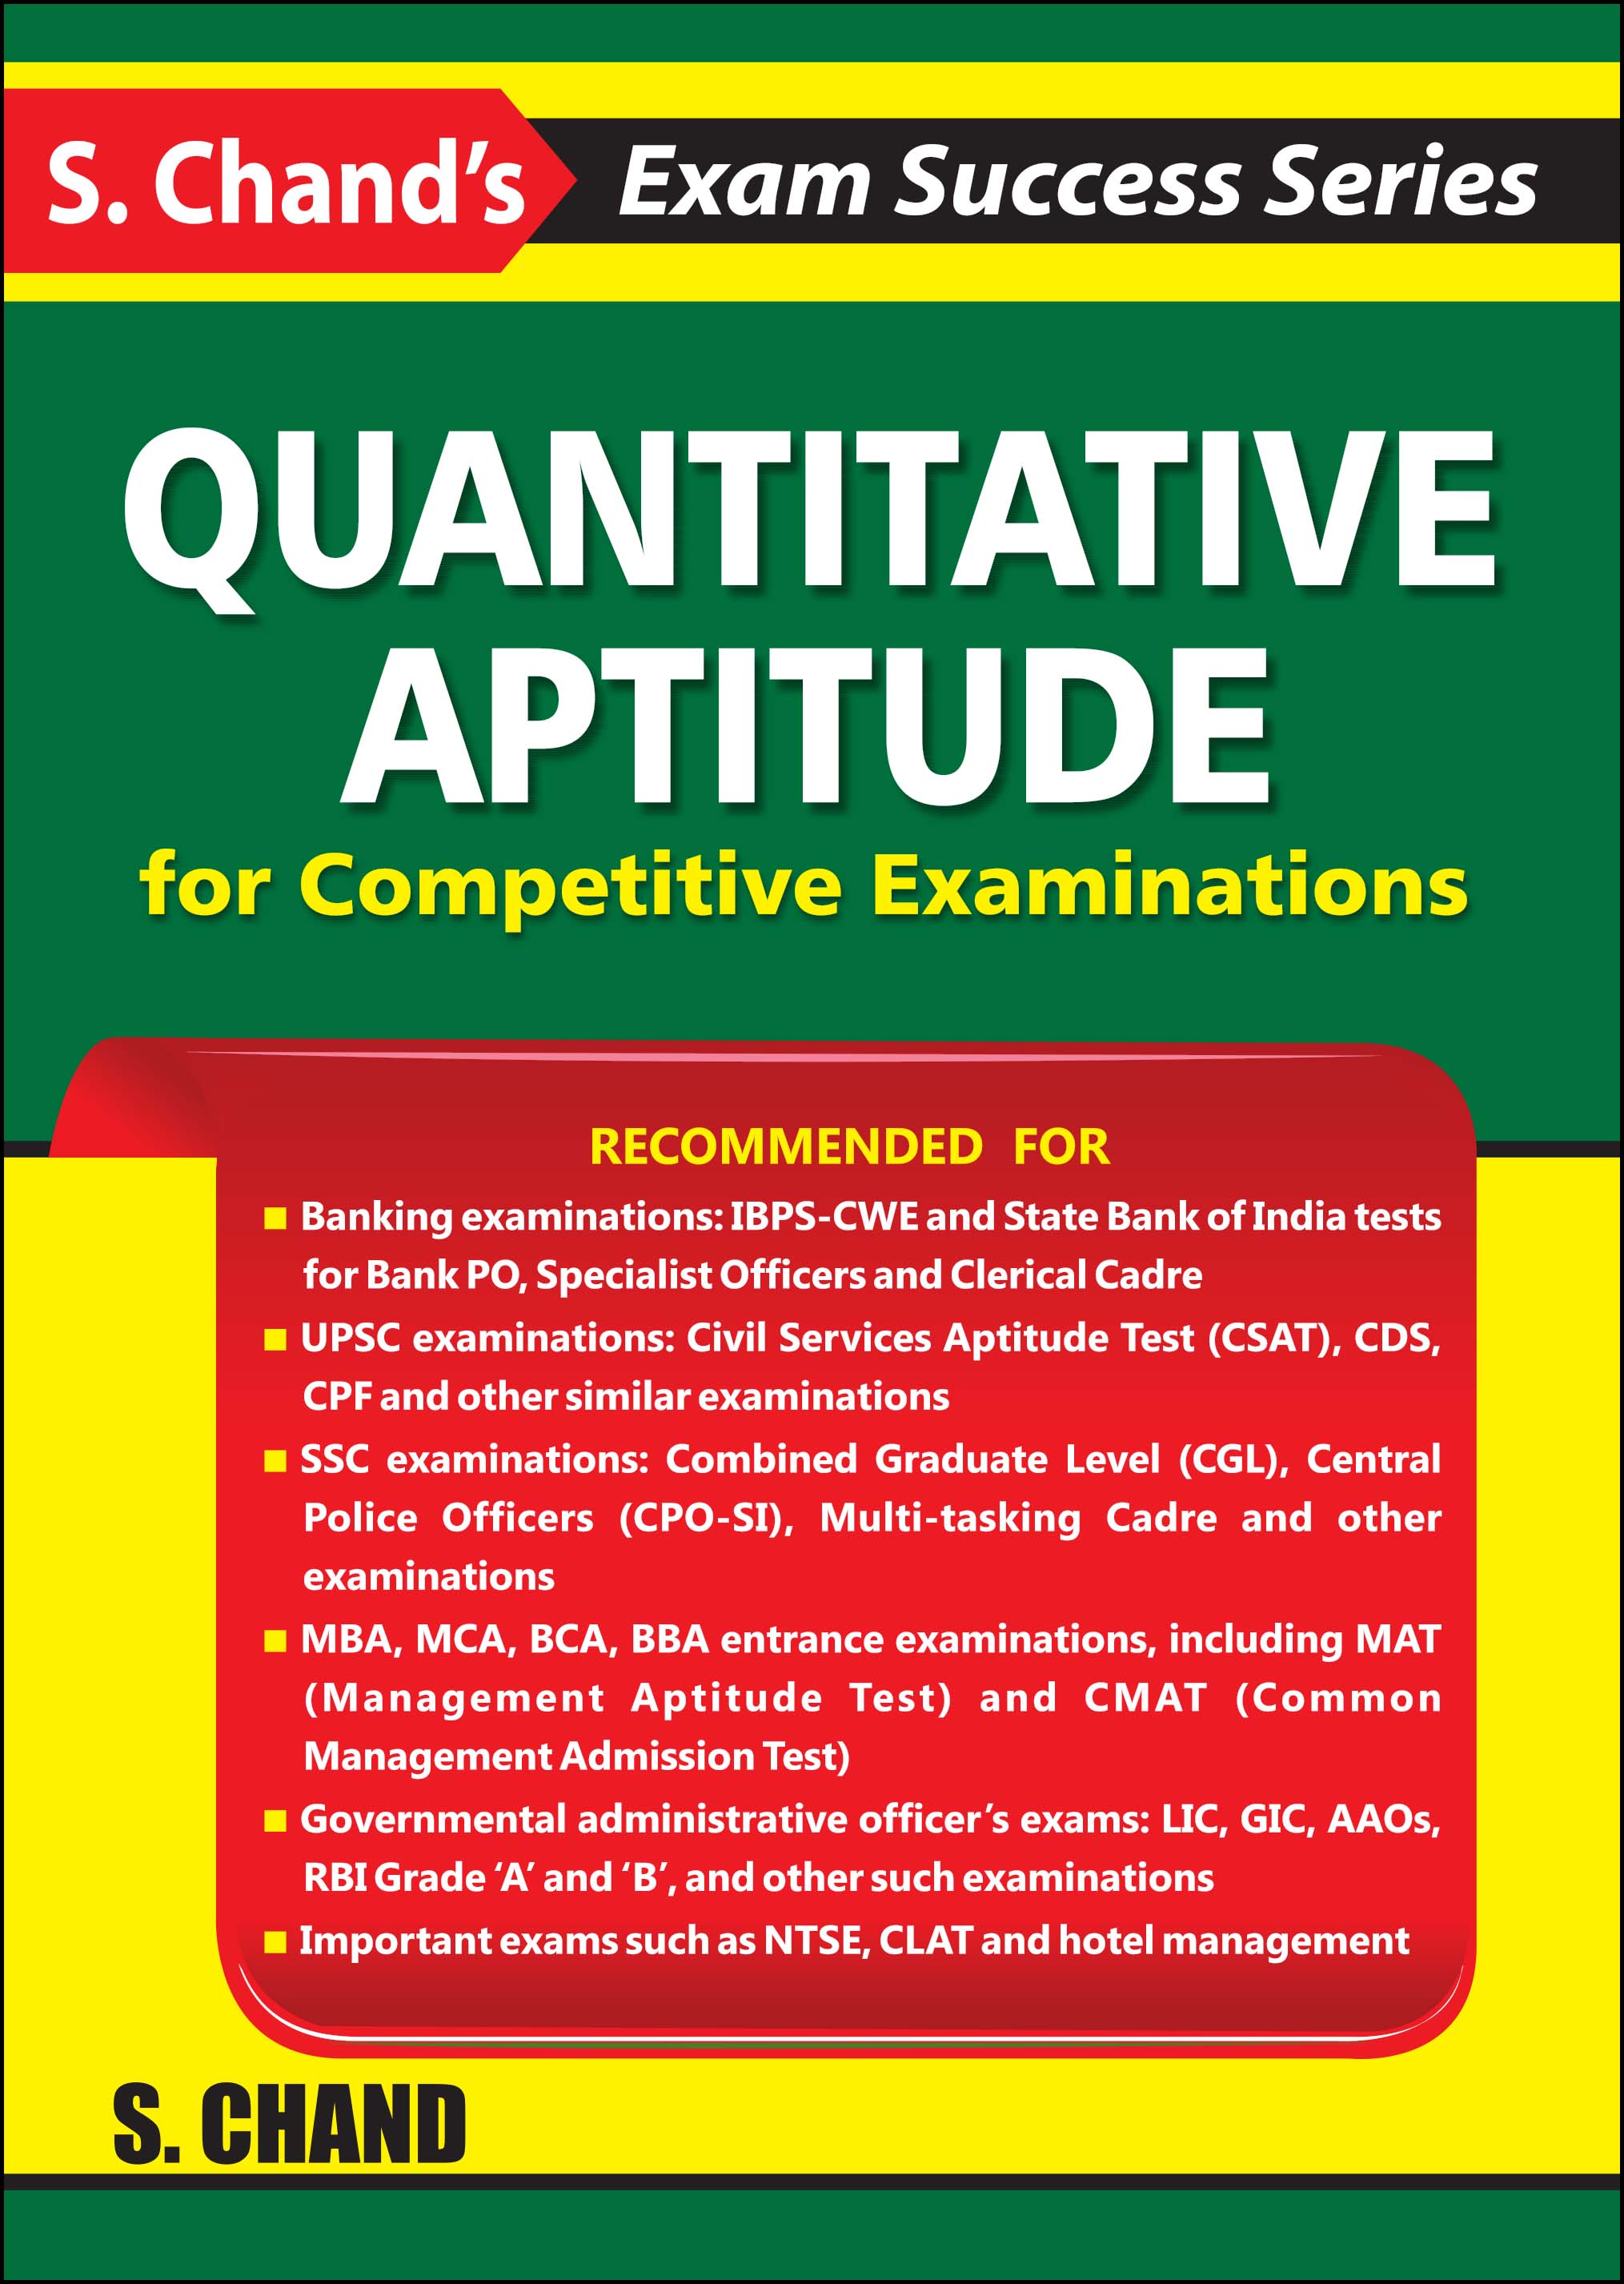 S. Chand’s Exam Success Series
QUANTITATIVE
APTITUDE
for Competitive Examinations
RECOMMENDED FOR
■ Banking examinations: IBPS-CWE and State Bank of India tests
for Bank PO, Specialist Officers and Clerical Cadre
■ UPSC examinations: Civil Services Aptitude Test (CSAT), CDS,
CPF and other similar examinations
■ SSC examinations: Combined Graduate Level (CGL), Central
Police Officers (CPO-SI), Multi-tasking Cadre and other
examinations
■ MBA, MCA, BCA, BBA entrance examinations, including MAT
(Management Aptitude Test) and CMAT (Common
Management Admission Test)
■ Governmental administrative officer’s exams: LIC, GIC, AAOs,
RBI Grade ‘A’ and ‘B’, and other such examinations
■ Important exams such as NTSE, CLAT and hotel management
S. CHAND